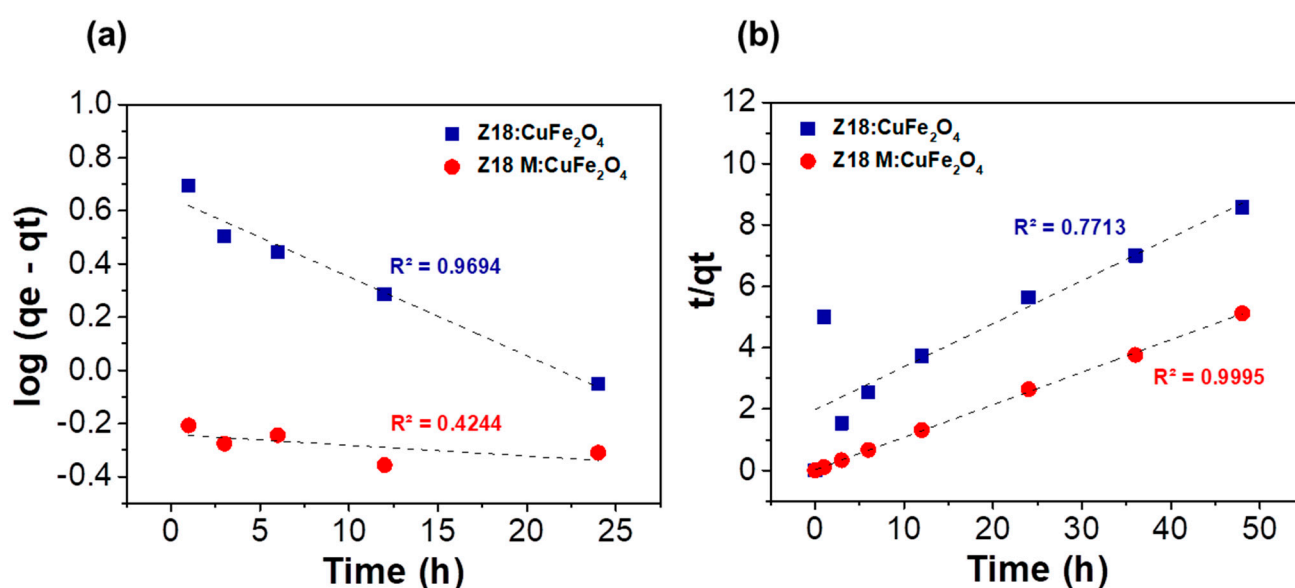 (a)
1.0
0.8
0.6
0.4
0.2
0.0
-0.2
-0.4
log (qe - qt)
Z18:CuFe₂O₄
Z18 M:CuFe₂O₄
R² = 0.9694
R² = 0.4244
0 5 10 15 20 25
Time (h)
(b)
12
10
8
6
4
2
0
t/qt
Z18:CuFe₂O₄
Z18 M:CuFe₂O₄
R² = 0.7713
R² = 0.9995
0 10 20 30 40 50
Time (h)